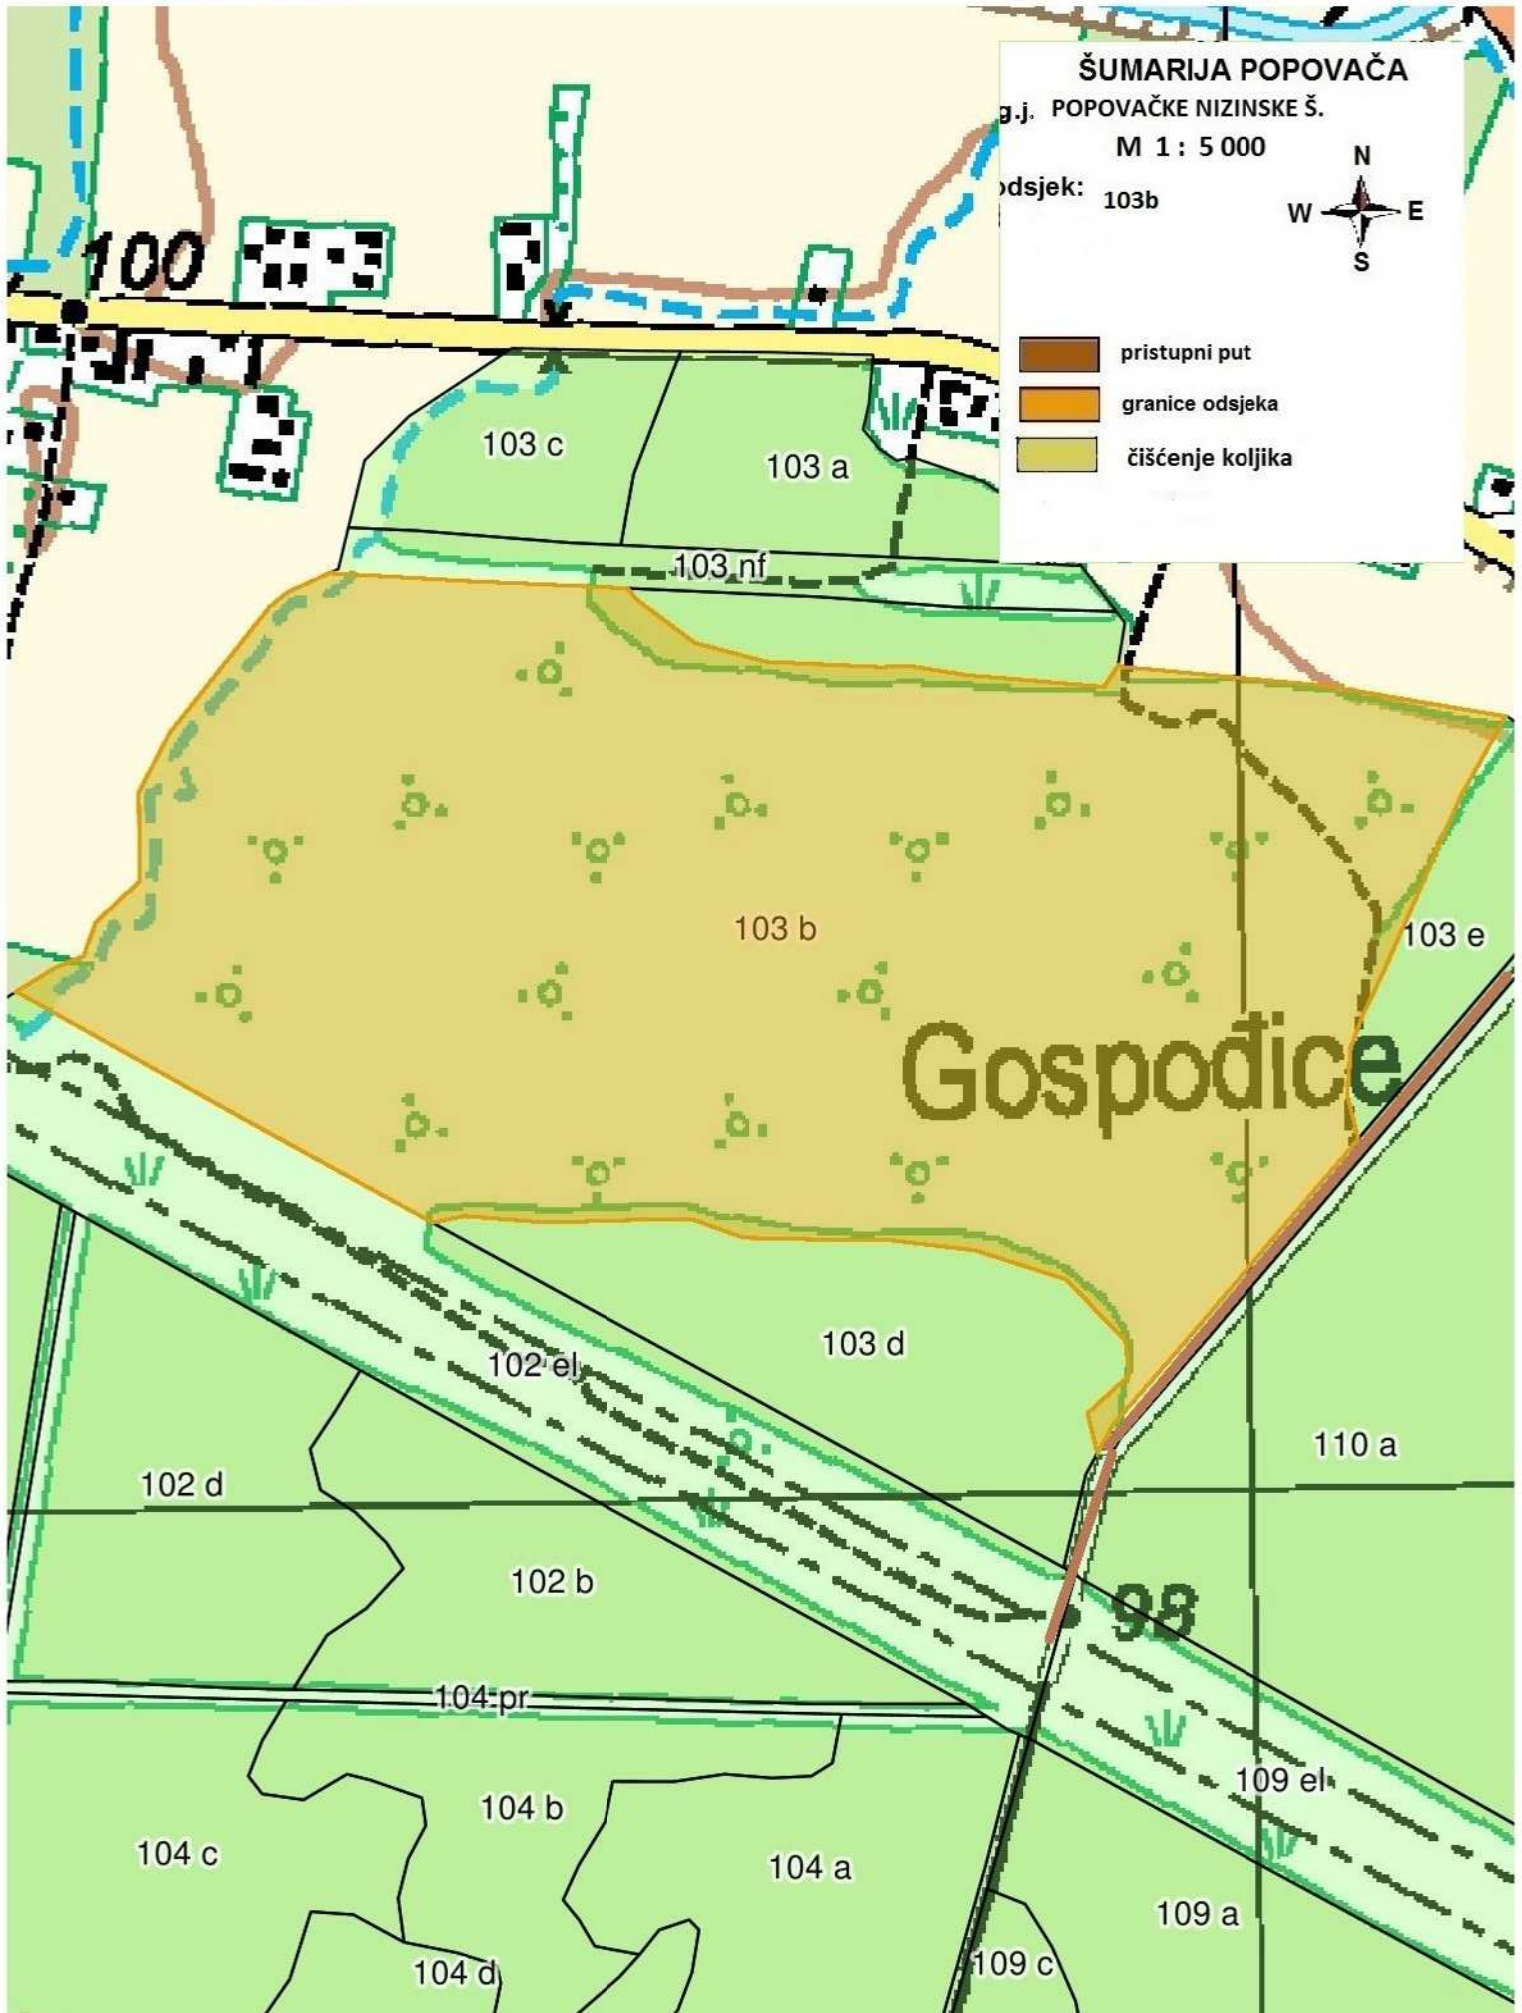 ŠUMARIJA POPOVAČA
g.j. POPOVAČKE NIZINSKE Š.
M 1 : 5 000
odsjek: 103b
N
W E
S
pristupni put
granice odsjeka
čišćenje koljika
100
103 c
103 a
103 nf
103 b
103 e
Gospođice
103 d
102 el
110 a
102 d
102 b
98
104 pr
109 el
104 b
104 c
104 a
109 a
109 c
104 d